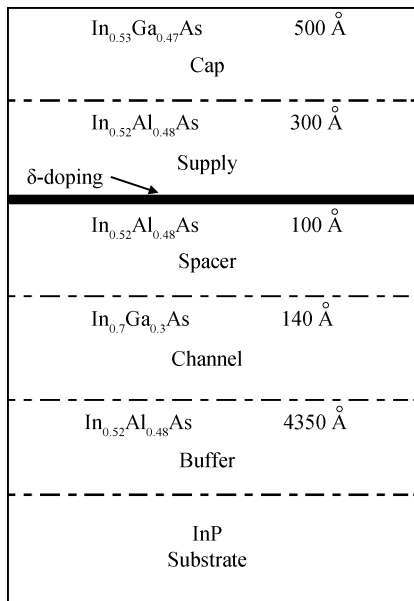 In₀.₅₃Ga₀.₄₇As 500 Å
Cap
In₀.₅₂Al₀.₄₈As 300 Å
Supply
δ-doping
In₀.₅₂Al₀.₄₈As 100 Å
Spacer
In₀.₇Ga₀.₃As 140 Å
Channel
In₀.₅₂Al₀.₄₈As 4350 Å
Buffer
InP
Substrate